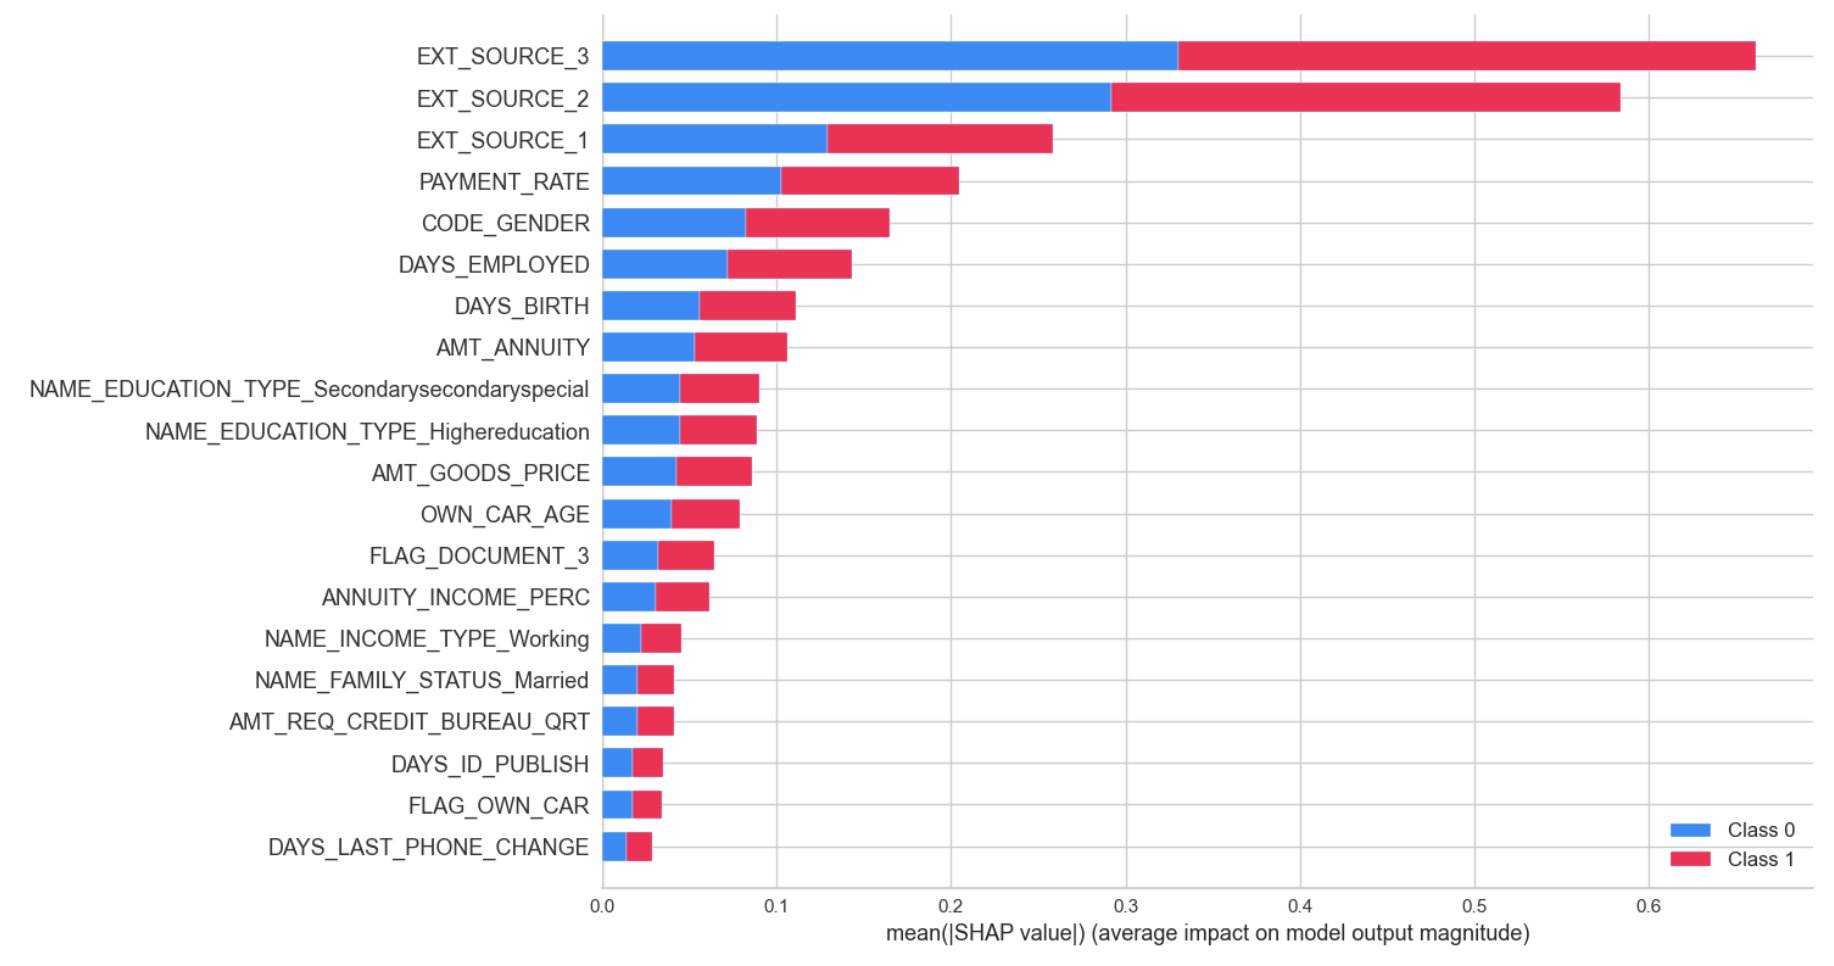 EXT_SOURCE_3
EXT_SOURCE_2
EXT_SOURCE_1
PAYMENT_RATE
CODE_GENDER
DAYS_EMPLOYED
DAYS_BIRTH
AMT_ANNUITY
NAME_EDUCATION_TYPE_Secondarysecondaryspecial
NAME_EDUCATION_TYPE_Highereducation
AMT_GOODS_PRICE
OWN_CAR_AGE
FLAG_DOCUMENT_3
ANNUITY_INCOME_PERC
NAME_INCOME_TYPE_Working
NAME_FAMILY_STATUS_Married
AMT_REQ_CREDIT_BUREAU_QRT
DAYS_ID_PUBLISH
FLAG_OWN_CAR
DAYS_LAST_PHONE_CHANGE
Class 0
Class 1
0.0 0.1 0.2 0.3 0.4 0.5 0.6
mean(|SHAP value|) (average impact on model output magnitude)